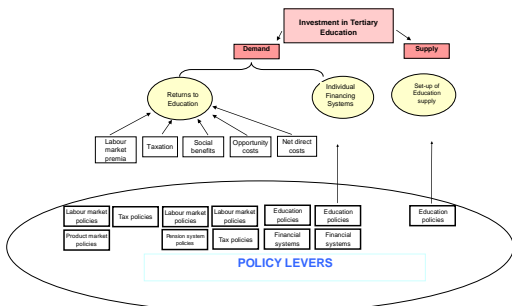 Investment in Tertiary
Education
Demand
Supply
Returns to
Education
Individual
Financing
Systems
Set-up of
Education
supply
Labour
market
premia
Taxation
Social
benefits
Opportunity
costs
Net direct
costs
Labour market
policies
Tax policies
Labour market
policies
Labour market
policies
Education
policies
Education
policies
Education
policies
Product market
policies
Pension system
policies
Tax policies
Financial
systems
Financial
systems
POLICY LEVERS